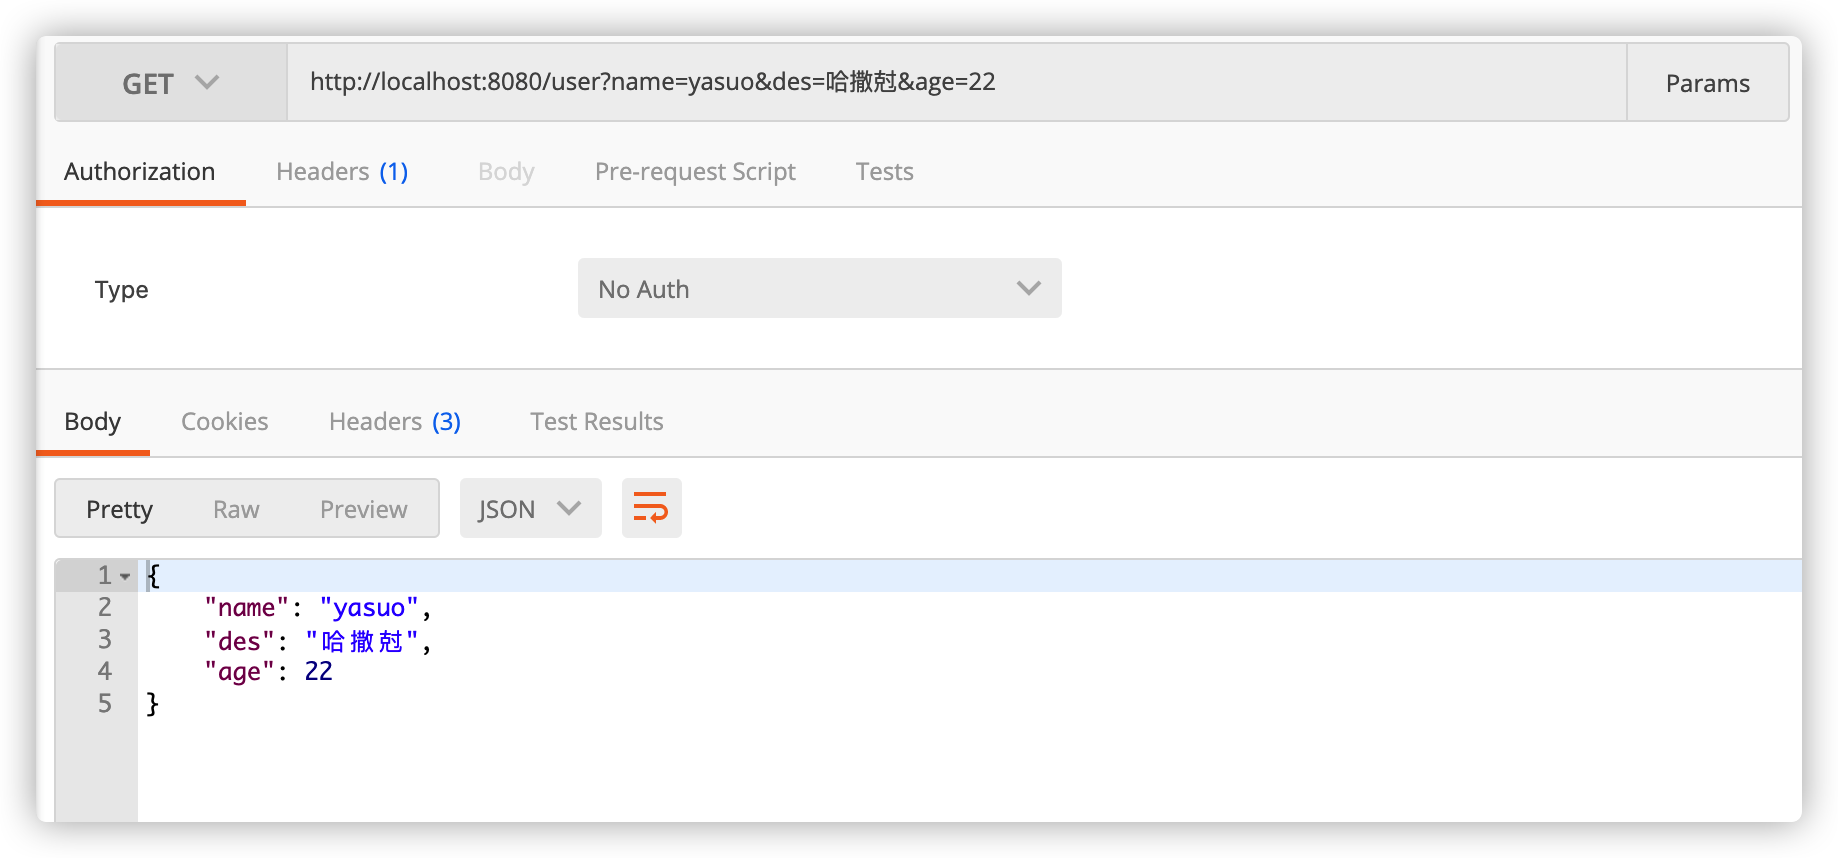 GET http://localhost:8080/user?name=yasuo&des=哈撒尅&age=22 Params
Authorization Headers (1) Body Pre-request Script Tests
Type No Auth
Body Cookies Headers (3) Test Results
Pretty Raw Preview JSON
1 {
2 "name": "yasuo",
3 "des": "哈撒尅",
4 "age": 22
5 }